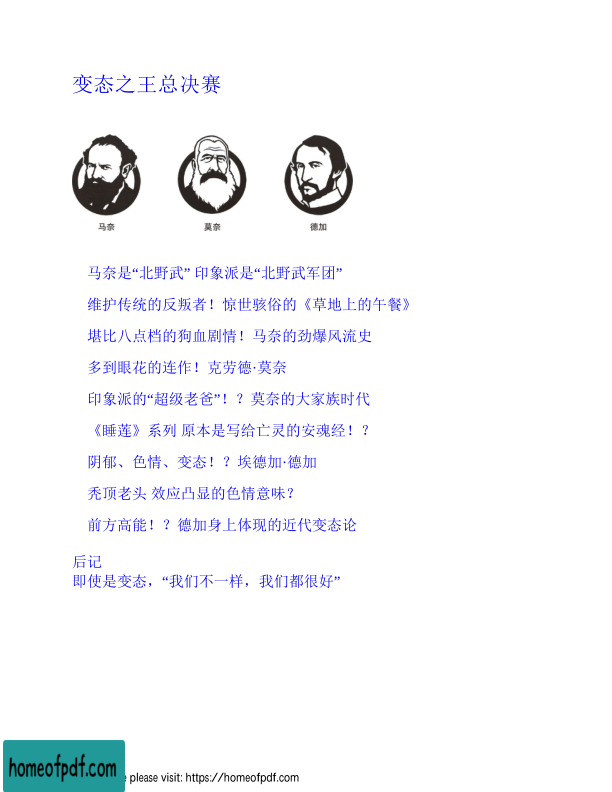 变态之王总决赛
马奈
莫奈
德加
马奈是“北野武” 印象派是“北野武军团”
维护传统的反叛者！惊世骇俗的《草地上的午餐》
堪比八点档的狗血剧情！马奈的劲爆风流史
多到眼花的连作！克劳德·莫奈
印象派的“超级老爸”！？莫奈的大家族时代
《睡莲》系列 原本是写给亡灵的安魂经！？
阴郁、色情、变态！？埃德加·德加
秃顶老头 效应凸显的色情意味？
前方高能！？德加身上体现的近代变态论
后记
即使是变态，“我们不一样，我们都很好”
homeofpdf.com
e please visit: https://homeofpdf.com